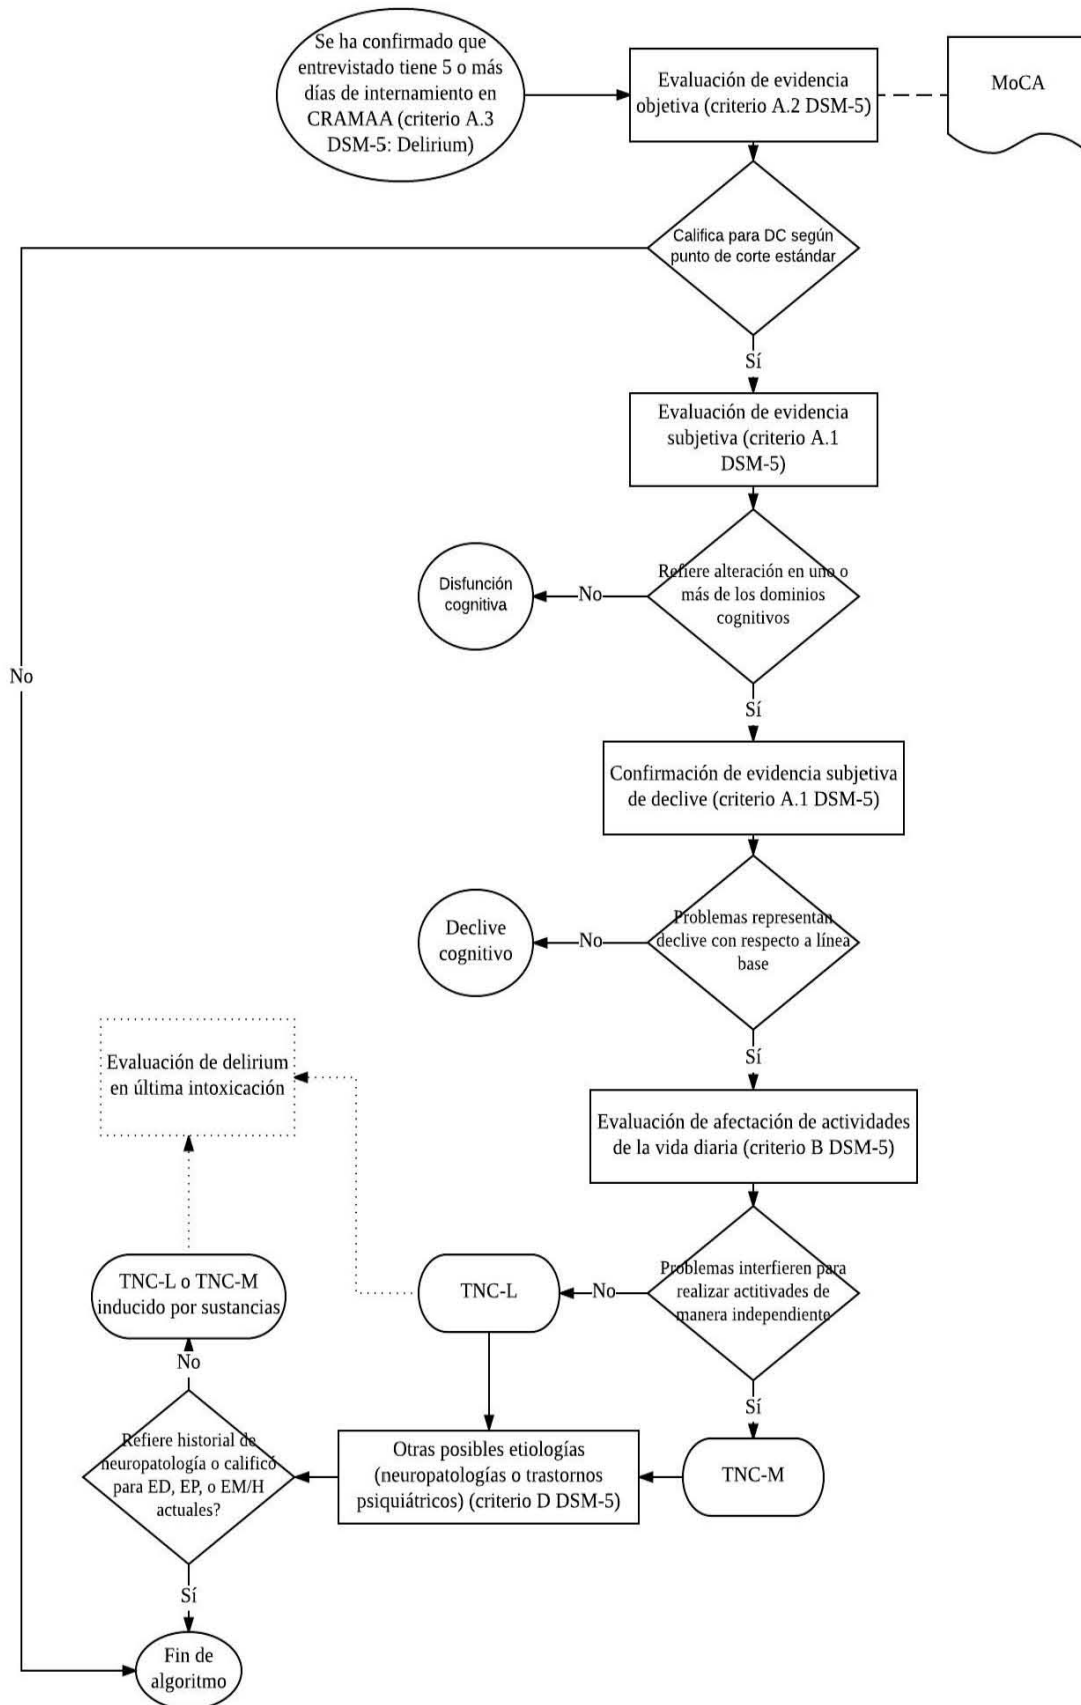 Se ha confirmado que
entrevistado tiene 5 o más
días de internamiento en
CRAMAA (criterio A.3
DSM-5: Delirium)
Evaluación de evidencia
objetiva (criterio A.2 DSM-5)
MoCA
Califica para DC según
punto de corte estándar
Sí
Evaluación de evidencia
subjetiva (criterio A.1
DSM-5)
Refiere alteración en uno o
más de los dominios
cognitivos
No
Disfunción
cognitiva
No
Sí
Confirmación de evidencia subjetiva
de declive (criterio A.1 DSM-5)
Problemas representan
declive con respecto a línea
base
No
Declive
cognitivo
Sí
Evaluación de delirium
en última intoxicación
Evaluación de afectación de actividades
de la vida diaria (criterio B DSM-5)
Problemas interfieren para
realizar actitivades de
manera independiente
No
TNC-L
TNC-L o TNC-M
inducido por sustancias
No
Sí
TNC-M
Otras posibles etiologías
(neuropatologías o trastornos
psiquiátricos) (criterio D DSM-5)
Refiere historial de
neuropatología o calificó
para ED, EP, o EM/H
actuales?
Sí
Fin de
algoritmo